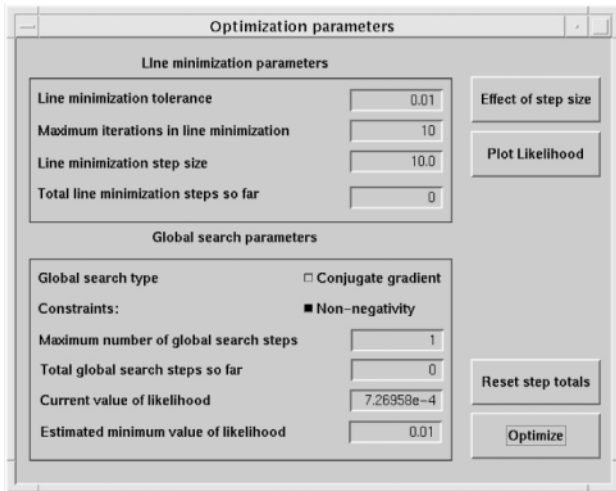 Optimization parameters
Line minimization parameters
Line minimization tolerance 0.01
Effect of step size
Maximum iterations in line minimization 10
Line minimization step size 10.0
Plot Likelihood
Total line minimization steps so far 0
Global search parameters
Global search type Conjugate gradient
Constraints: Non-negativity
Maximum number of global search steps 1
Total global search steps so far 0
Reset step totals
Current value of likelihood 7.26958e-4
Estimated minimum value of likelihood 0.01
Optimize